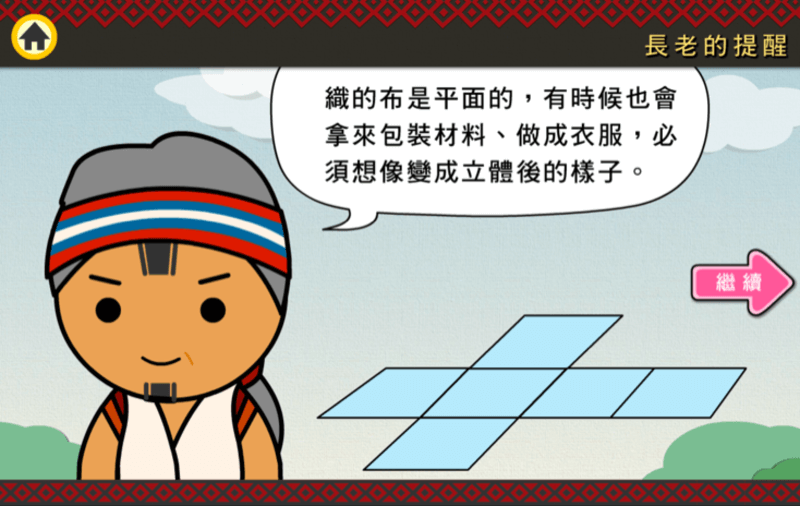 長老的提醒
織的布是平面的，有時候也會
拿來包裝材料、做成衣服，必
須想像變成立體後的樣子。
繼續